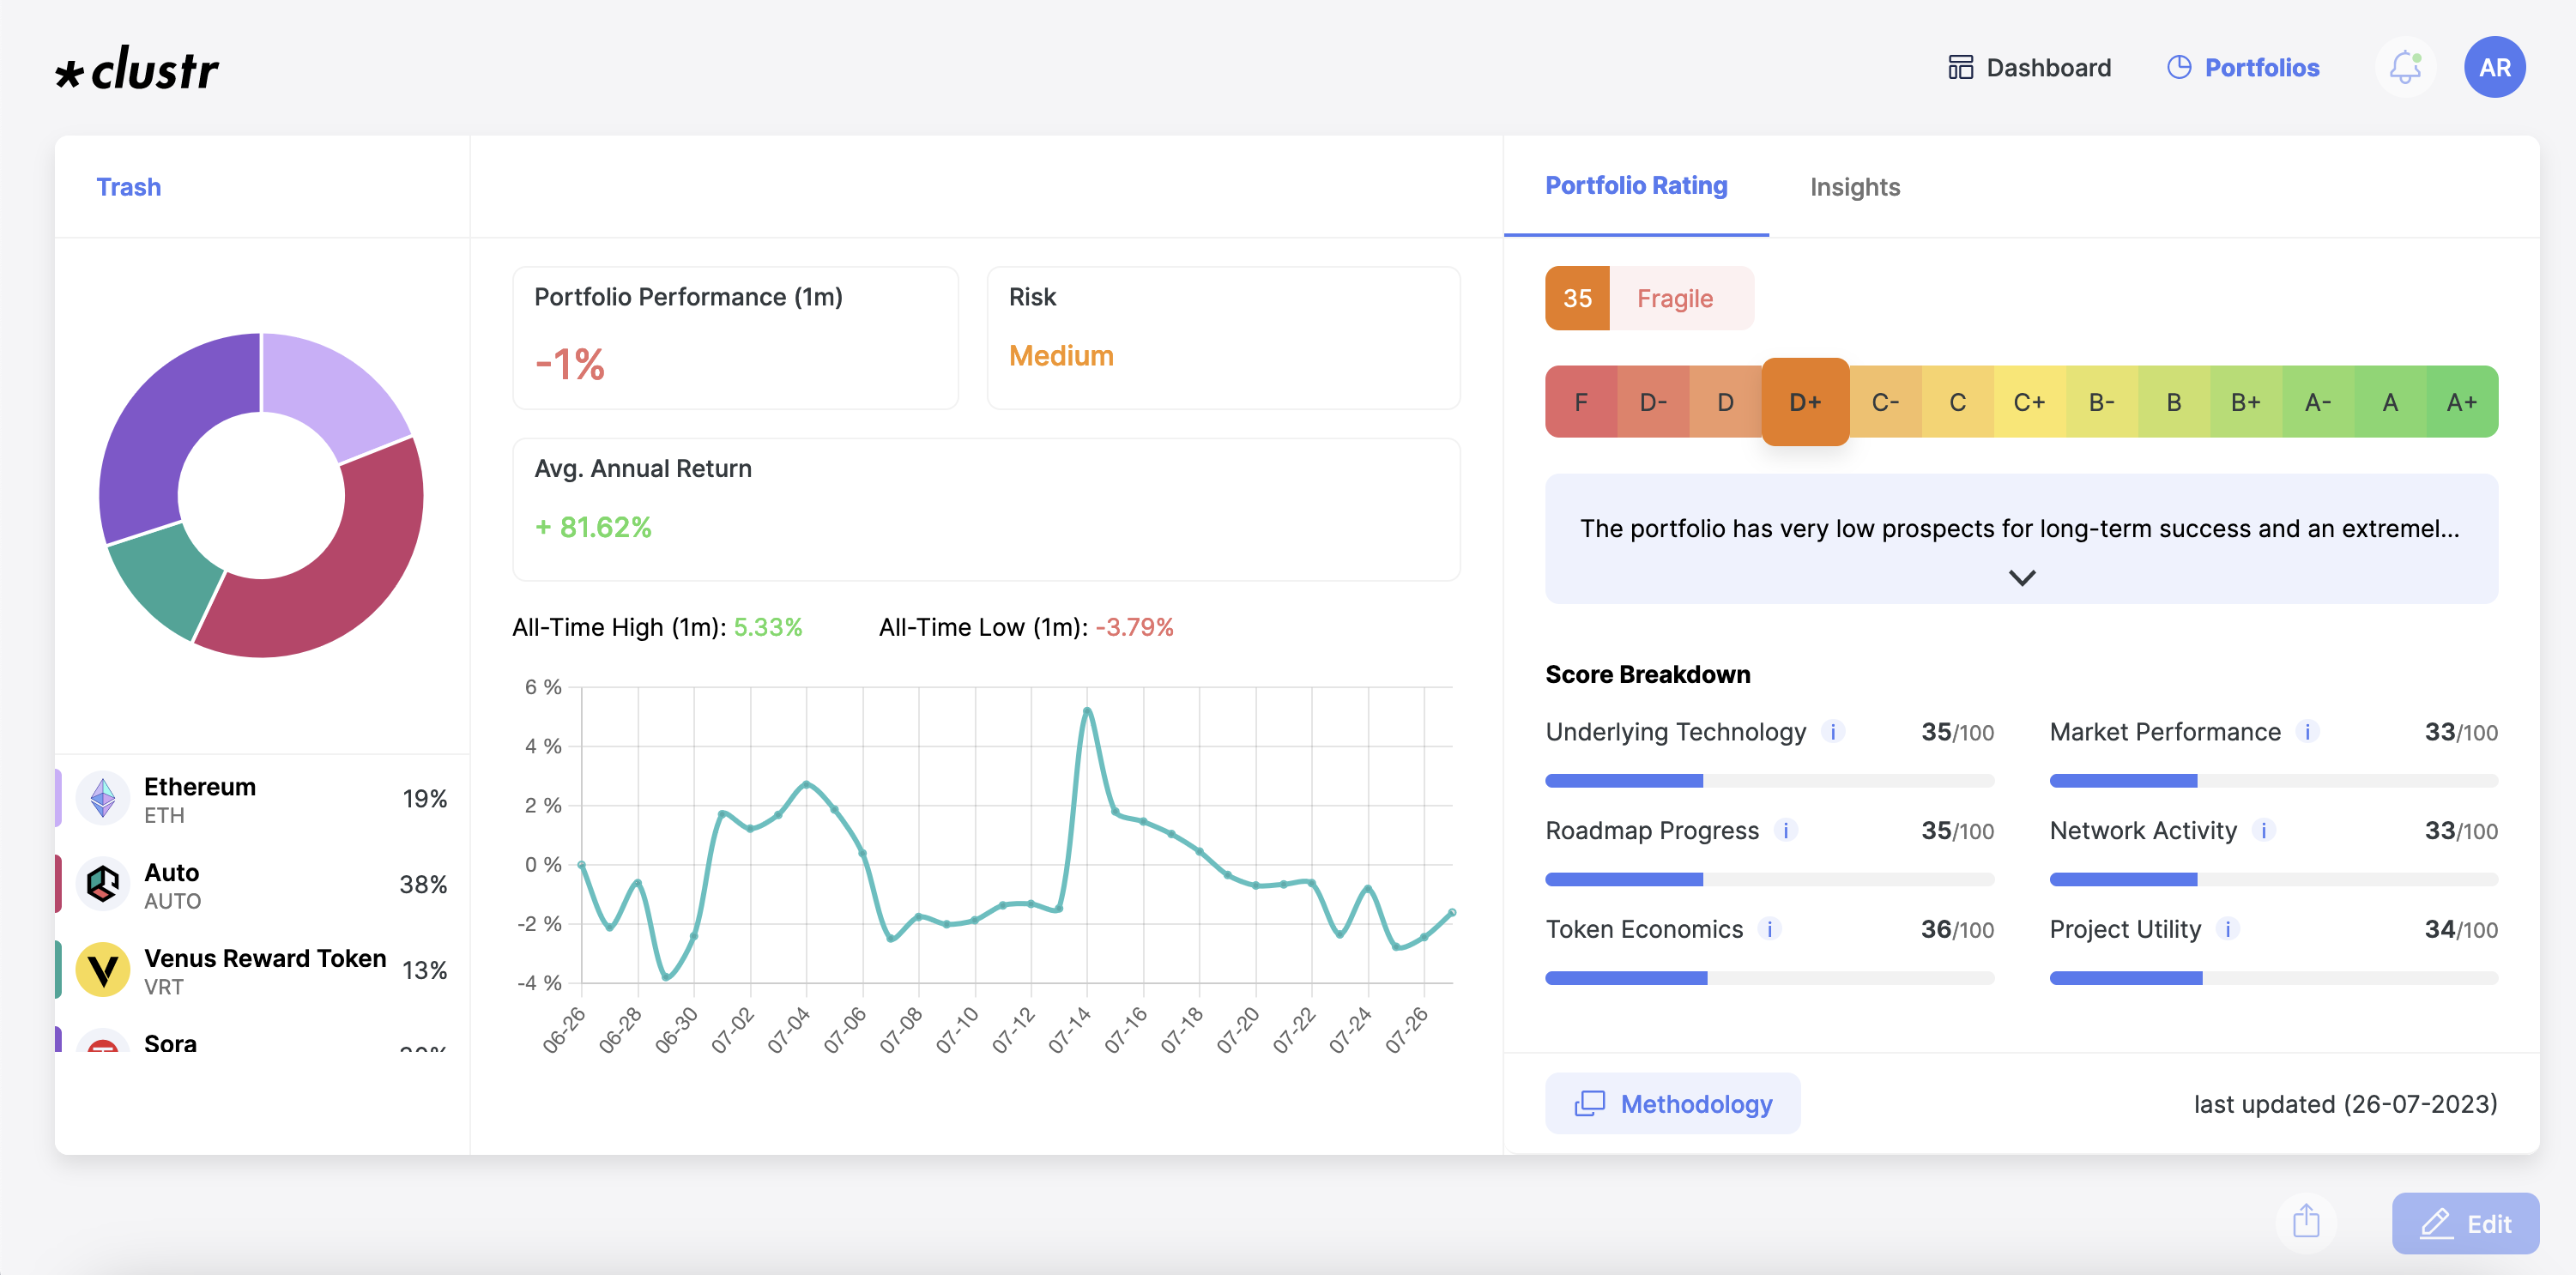 *clustr
Dashboard
Portfolios
AR
Trash
Ethereum
ETH
19%
Auto
AUTO
38%
Venus Reward Token
VRT
13%
Sora
Portfolio Performance (1m)
-1%
Risk
Medium
Avg. Annual Return
+ 81.62%
All-Time High (1m): 5.33% All-Time Low (1m): -3.79%
6 %
4 %
2 %
0 %
-2 %
-4 %
06-26 06-28 06-30 07-02 07-04 07-06 07-08 07-10 07-12 07-14 07-16 07-18 07-20 07-22 07-24 07-26
Portfolio Rating
Insights
35 Fragile
F D- D D+ C- C C+ B- B B+ A- A A+
The portfolio has very low prospects for long-term success and an extremel...
Score Breakdown
Underlying Technology i 35/100
Market Performance i 33/100
Roadmap Progress i 35/100
Network Activity i 33/100
Token Economics i 36/100
Project Utility i 34/100
Methodology
last updated (26-07-2023)
Edit